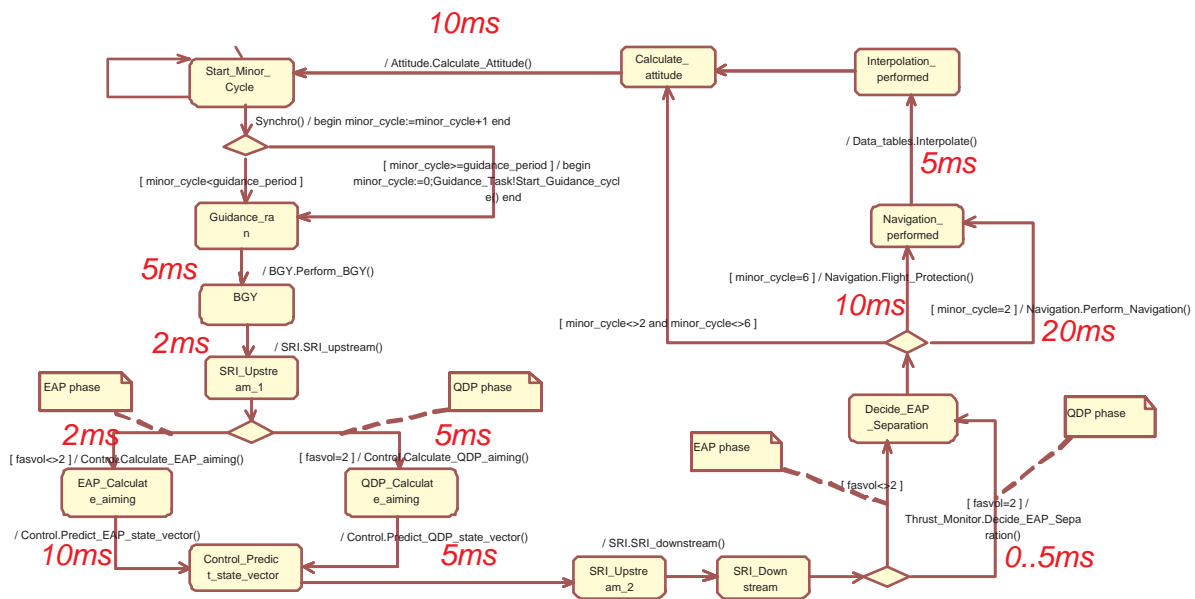 10ms
Start_Minor_
Cycle
/ Attitude.Calculate_Attitude()
Calculate_
attitude
Interpolation_
performed
Synchro() / begin minor_cycle:=minor_cycle+1 end
/ Data_tables.Interpolate()
5ms
[ minor_cycle>=guidance_period ] / begin
minor_cycle:=0;Guidance_Task!Start_Guidance_cycl
e() end
[ minor_cycle<guidance_period ]
Guidance_ra
n
Navigation_
performed
5ms
/ BGY.Perform_BGY()
[ minor_cycle=6 ] / Navigation.Flight_Protection()
10ms
BGY
[ minor_cycle=2 ] / Navigation.Perform_Navigation()
20ms
[ minor_cycle<>2 and minor_cycle<>6 ]
2ms
/ SRI.SRI_upstream()
SRI_Upstre
am_1
EAP phase
QDP phase
Decide_EAP
_Separation
QDP phase
2ms
5ms
[ fasvol<>2 ] / Control.Calculate_EAP_aiming()
[ fasvol=2 ] / Control.Calculate_QDP_aiming()
EAP phase
EAP_Calculat
e_aiming
QDP_Calculat
e_aiming
[ fasvol<>2 ]
[ fasvol=2 ] /
Thrust_Monitor.Decide_EAP_Sepa
ration()
0..5ms
/ Control.Predict_EAP_state_vector()
10ms
/ Control.Predict_QDP_state_vector()
5ms
Control_Predic
t_state_vector
/ SRI.SRI_downstream()
SRI_Upstre
am_2
SRI_Down
stream